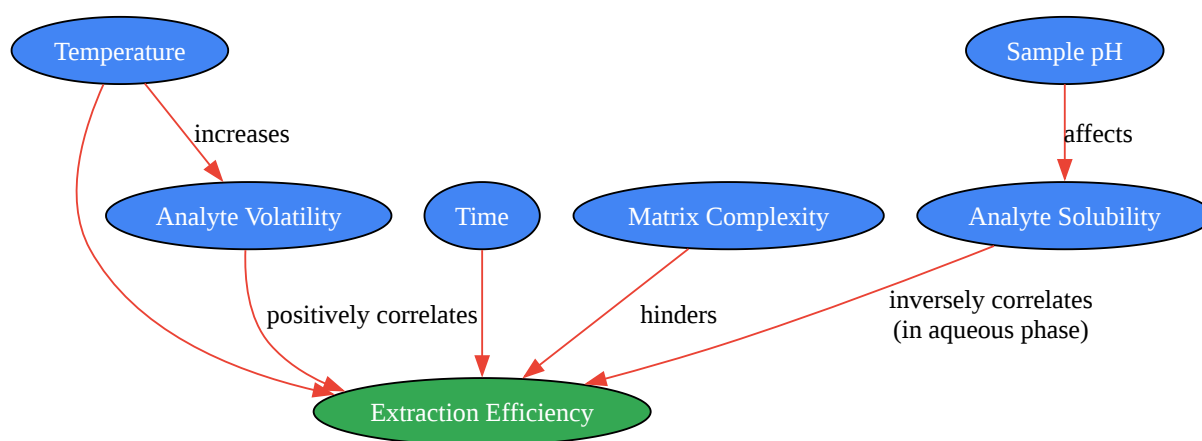 Temperature
Sample pH
increases
affects
Analyte Volatility
Time
Matrix Complexity
Analyte Solubility
positively correlates
hinders
inversely correlates
(in aqueous phase)
Extraction Efficiency